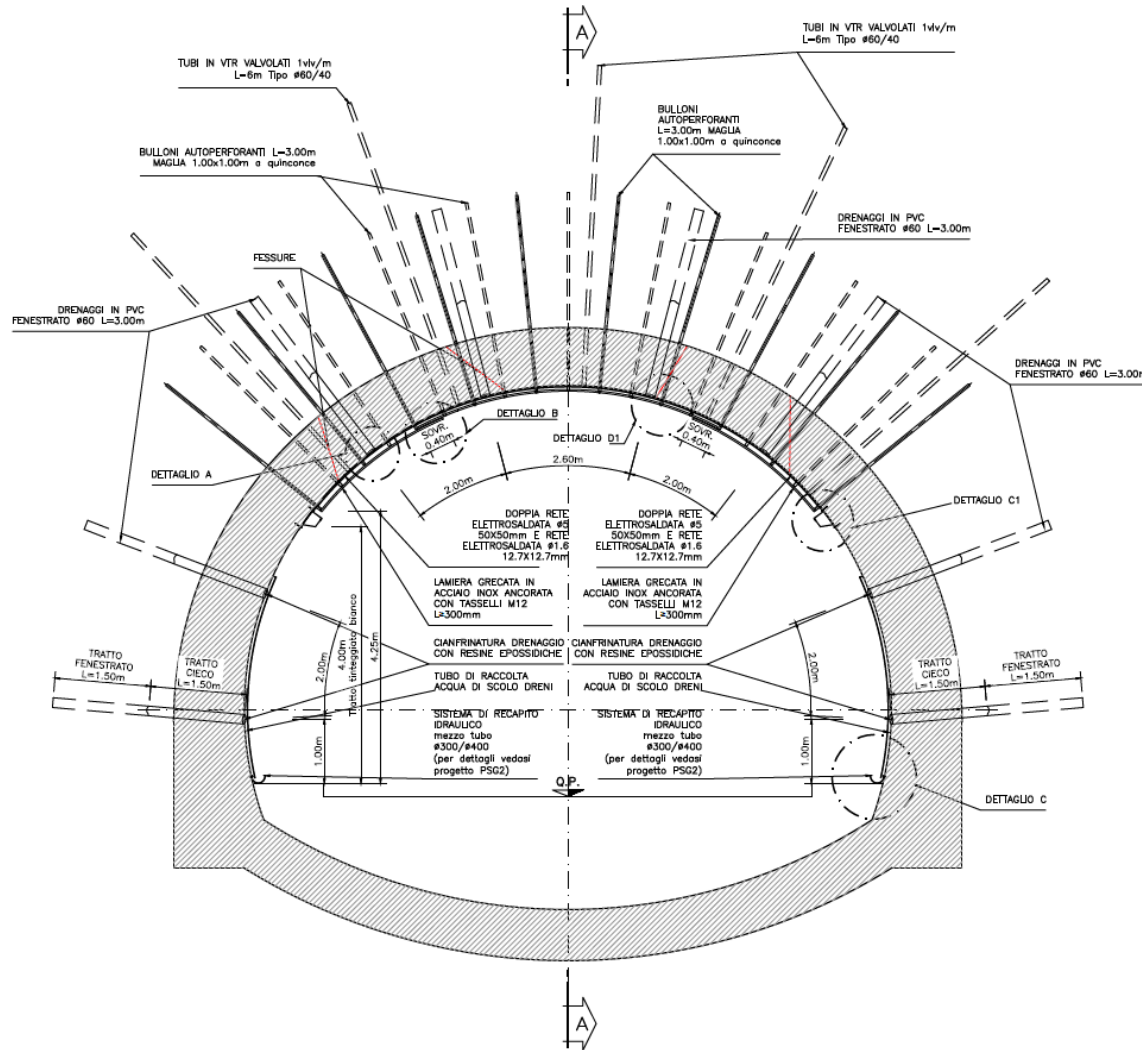 A
TUBI IN VTR VALVOLATI 1vlv/m
L=6m Tipo ø60/40
TUBI IN VTR VALVOLATI 1vlv/m
L=6m Tipo ø60/40
BULLONI
AUTOPERFORANTI
L=3.00m MAGLIA
1.00x1.00m a quinconce
BULLONI AUTOPERFORANTI L=3.00m
MAGLIA 1.00x1.00m a quinconce
DRENAGGI IN PVC
FENESTRATO ø60 L=3.00m
FESSURE
DRENAGGI IN PVC
FENESTRATO ø60 L=3.00m
DRENAGGI IN PVC
FENESTRATO ø60 L=3.00m
DETTAGLIO B
DETTAGLIO D1
SOVR.
0.40m
SOVR.
0.40m
DETTAGLIO A
2.60m
2.00m
2.00m
DETTAGLIO C1
DOPPIA RETE
ELETTROSALDATA ø5
50X50mm E RETE
ELETTROSALDATA ø1.6
12.7X12.7mm
DOPPIA RETE
ELETTROSALDATA ø5
50X50mm E RETE
ELETTROSALDATA ø1.6
12.7X12.7mm
LAMIERA GRECATA IN
ACCIAIO INOX ANCORATA
CON TASSELLI M12
L≥300mm
LAMIERA GRECATA IN
ACCIAIO INOX ANCORATA
CON TASSELLI M12
L≥300mm
CIANFRINATURA DRENAGGIO
CON RESINE EPOSSIDICHE
CIANFRINATURA DRENAGGIO
CON RESINE EPOSSIDICHE
TUBO DI RACCOLTA
ACQUA DI SCOLO DRENI
TUBO DI RACCOLTA
ACQUA DI SCOLO DRENI
SISTEMA DI RECAPITO
IDRAULICO
mezzo tubo
ø300/ø400
(per dettagli vedasi
progetto PSG2)
SISTEMA DI RECAPITO
IDRAULICO
mezzo tubo
ø300/ø400
(per dettagli vedasi
progetto PSG2)
TRATTO
FENESTRATO
L=1.50m
TRATTO
CIECO
L=1.50m
2.00m
4.00m
Tratto tinteggiato bianco
4.25m
1.00m
2.00m
1.00m
TRATTO
CIECO
L=1.50m
TRATTO
FENESTRATO
L=1.50m
Q.P.
DETTAGLIO C
A